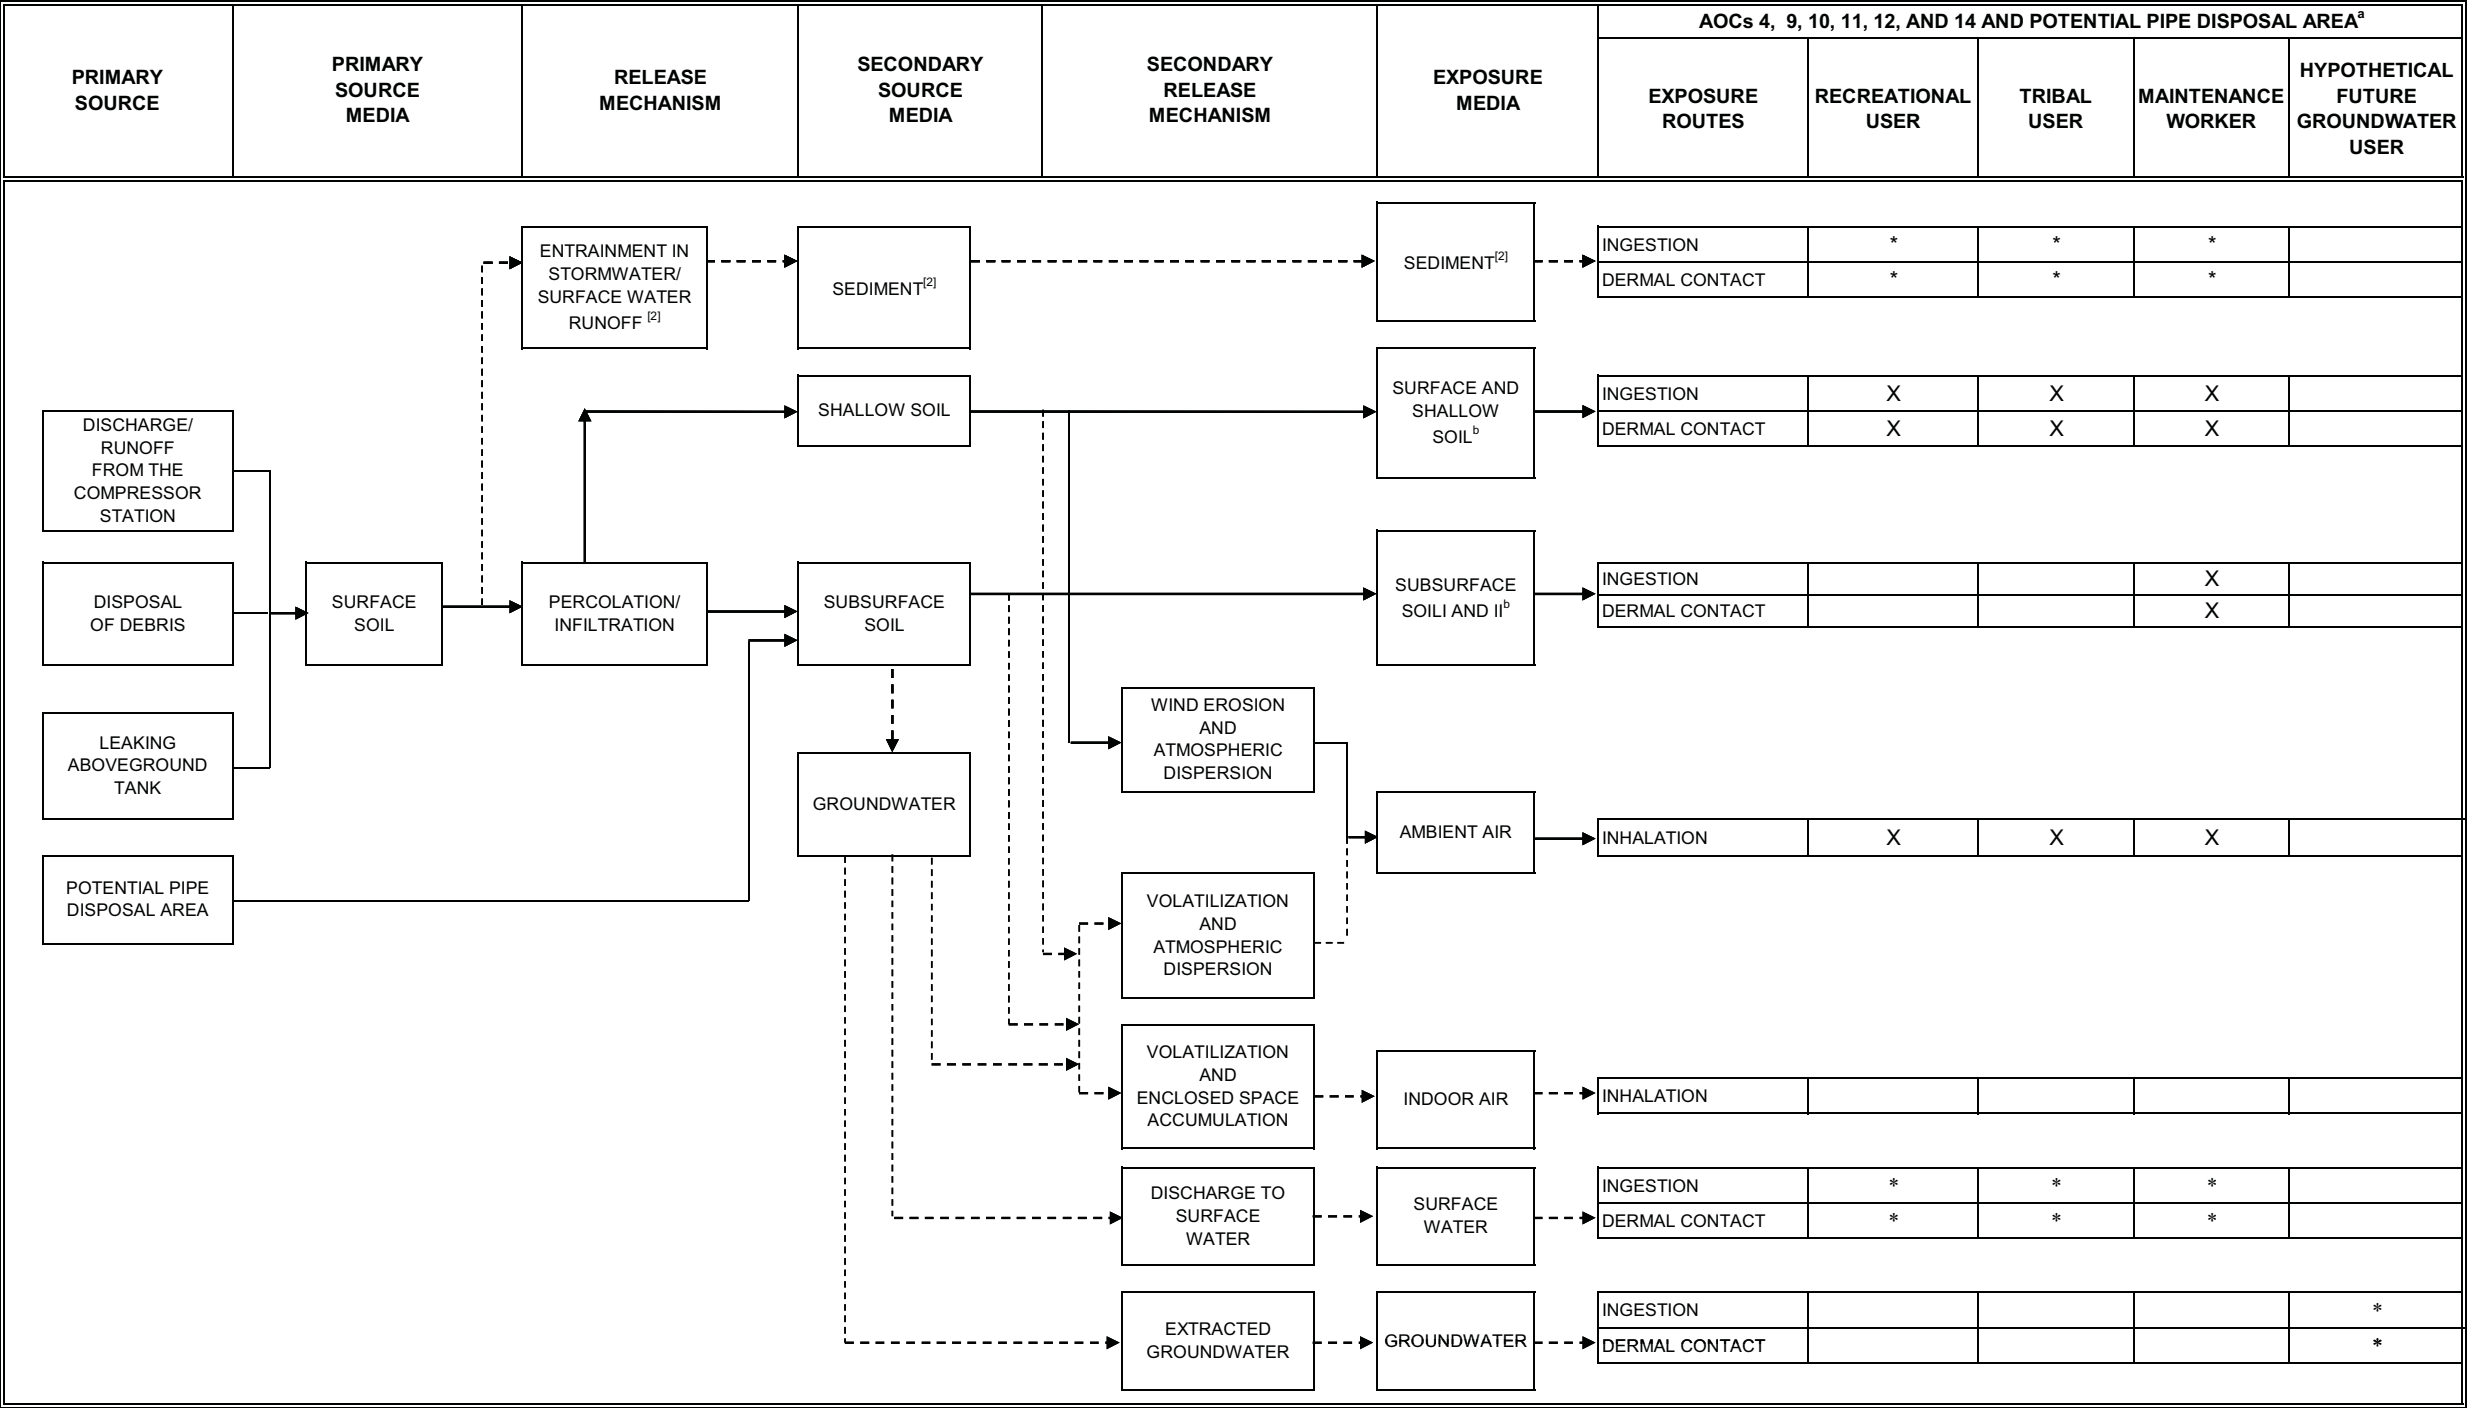 AOCs 4, 9, 10, 11, 12, AND 14 AND POTENTIAL PIPE DISPOSAL AREAa
PRIMARY
SOURCE
PRIMARY
SOURCE
MEDIA
RELEASE
MECHANISM
SECONDARY
SOURCE
MEDIA
SECONDARY
RELEASE
MECHANISM
EXPOSURE
MEDIA
EXPOSURE
ROUTES
RECREATIONAL
USER
TRIBAL
USER
MAINTENANCE
WORKER
HYPOTHETICAL
FUTURE
GROUNDWATER
USER
ENTRAINMENT IN
STORMWATER/
SURFACE WATER
RUNOFF [2]
SEDIMENT[2]
SEDIMENT[2]
INGESTION * * *
DERMAL CONTACT * * *
SHALLOW SOIL
SURFACE AND
SHALLOW
SOILb
INGESTION X X X
DERMAL CONTACT X X X
DISCHARGE/
RUNOFF
FROM THE
COMPRESSOR
STATION
DISPOSAL
OF DEBRIS
SURFACE
SOIL
PERCOLATION/
INFILTRATION
SUBSURFACE
SOIL
SUBSURFACE
SOILI AND IIb
INGESTION X
DERMAL CONTACT X
LEAKING
ABOVEGROUND
TANK
GROUNDWATER
WIND EROSION
AND
ATMOSPHERIC
DISPERSION
AMBIENT AIR
INHALATION X X X
POTENTIAL PIPE
DISPOSAL AREA
VOLATILIZATION
AND
ATMOSPHERIC
DISPERSION
VOLATILIZATION
AND
ENCLOSED SPACE
ACCUMULATION
INDOOR AIR
INHALATION
DISCHARGE TO
SURFACE
WATER
SURFACE
WATER
INGESTION * * *
DERMAL CONTACT * * *
EXTRACTED
GROUNDWATER
GROUNDWATER
INGESTION *
DERMAL CONTACT *